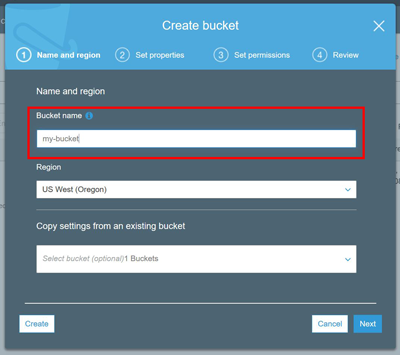 Create bucket
1 Name and region 2 Set properties 3 Set permissions 4 Review
Name and region
Bucket name
my-bucket
Region
US West (Oregon)
Copy settings from an existing bucket
Select bucket (optional)1 Buckets
Create Cancel Next